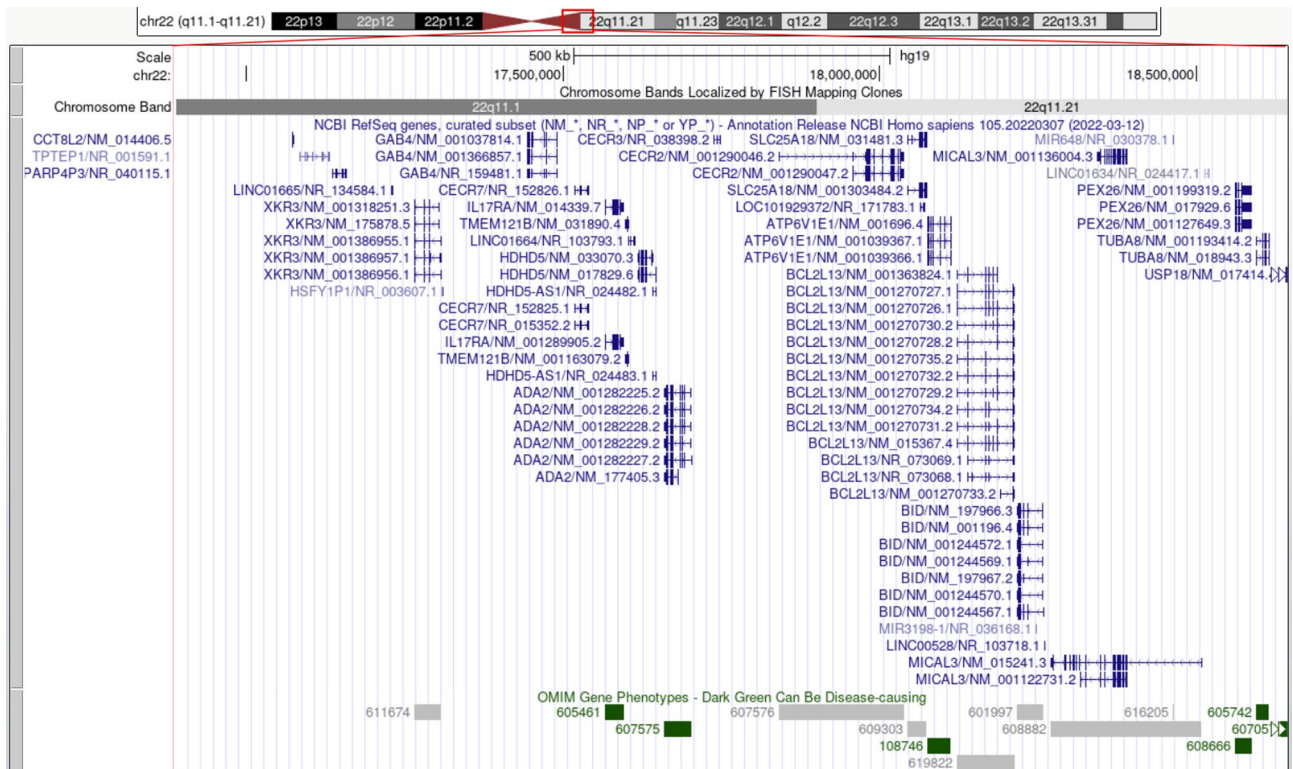 chr22 (q11.1-q11.21) 22p13 22p12 22p11.2 22q11.21 q11.23 22q12.1 q12.2 22q12.3 22q13.1 22q13.2 22q13.31
Scale 500 kb hg19
chr22: 17,500,000 18,000,000 18,500,000
Chromosome Bands Localized by FISH Mapping Clones
Chromosome Band 22q11.1 22q11.21
NCBI RefSeq genes, curated subset (NM_*, NR_*, NP_* or YP_*) - Annotation Release NCBI Homo sapiens 105.20220307 (2022-03-12)
CCT8L2/NM_014406.5 GAB4/NM_001037814.1 CECR3/NR_038398.2 SLC25A18/NM_031481.3 MIR648/NR_030378.1
TPTEP1/NR_001591.1 GAB4/NM_001366857.1 CECR2/NM_001290046.2 MICAL3/NM_001136004.3
PARP4P3/NR_040115.1 GAB4/NR_159481.1 CECR2/NM_001290047.2 LINC01634/NR_024417.1
LINC01665/NR_134584.1 CECR7/NR_152826.1 SLC25A18/NM_001303484.2 PEX26/NM_001199319.2
XKR3/NM_001318251.3 IL17RA/NM_014339.7 LOC101929372/NR_171783.1 PEX26/NM_017929.6
XKR3/NM_175878.5 TMEM121B/NM_031890.4 ATP6V1E1/NM_001696.4 PEX26/NM_001127649.3
XKR3/NM_001386955.1 LINC01664/NR_103793.1 ATP6V1E1/NM_001039367.1 TUBA8/NM_001193414.2
XKR3/NM_001386957.1 HDHD5/NM_033070.3 ATP6V1E1/NM_001039366.1 TUBA8/NM_018943.3
XKR3/NM_001386956.1 HDHD5/NM_017829.6 BCL2L13/NM_001363824.1 USP18/NM_017414.
HSFY1P1/NR_003607.1 HDHD5-AS1/NR_024482.1 BCL2L13/NM_001270727.1
CECR7/NR_152825.1 BCL2L13/NM_001270726.1
CECR7/NR_015352.2 BCL2L13/NM_001270730.2
IL17RA/NM_001289905.2 BCL2L13/NM_001270728.2
TMEM121B/NM_001163079.2 BCL2L13/NM_001270735.2
HDHD5-AS1/NR_024483.1 BCL2L13/NM_001270732.2
ADA2/NM_001282225.2 BCL2L13/NM_001270729.2
ADA2/NM_001282226.2 BCL2L13/NM_001270734.2
ADA2/NM_001282228.2 BCL2L13/NM_001270731.2
ADA2/NM_001282229.2 BCL2L13/NM_015367.4
ADA2/NM_001282227.2 BCL2L13/NR_073069.1
ADA2/NM_177405.3 BCL2L13/NR_073068.1
BCL2L13/NM_001270733.2
BID/NM_197966.3
BID/NM_001196.4
BID/NM_001244572.1
BID/NM_001244569.1
BID/NM_197967.2
BID/NM_001244570.1
BID/NM_001244567.1
MIR3198-1/NR_036168.1
LINC00528/NR_103718.1
MICAL3/NM_015241.3
MICAL3/NM_001122731.2
OMIM Gene Phenotypes - Dark Green Can Be Disease-causing
611674 605461 607576 601997 616205 605742
607575 609303 608882 60705
108746 608666
619822